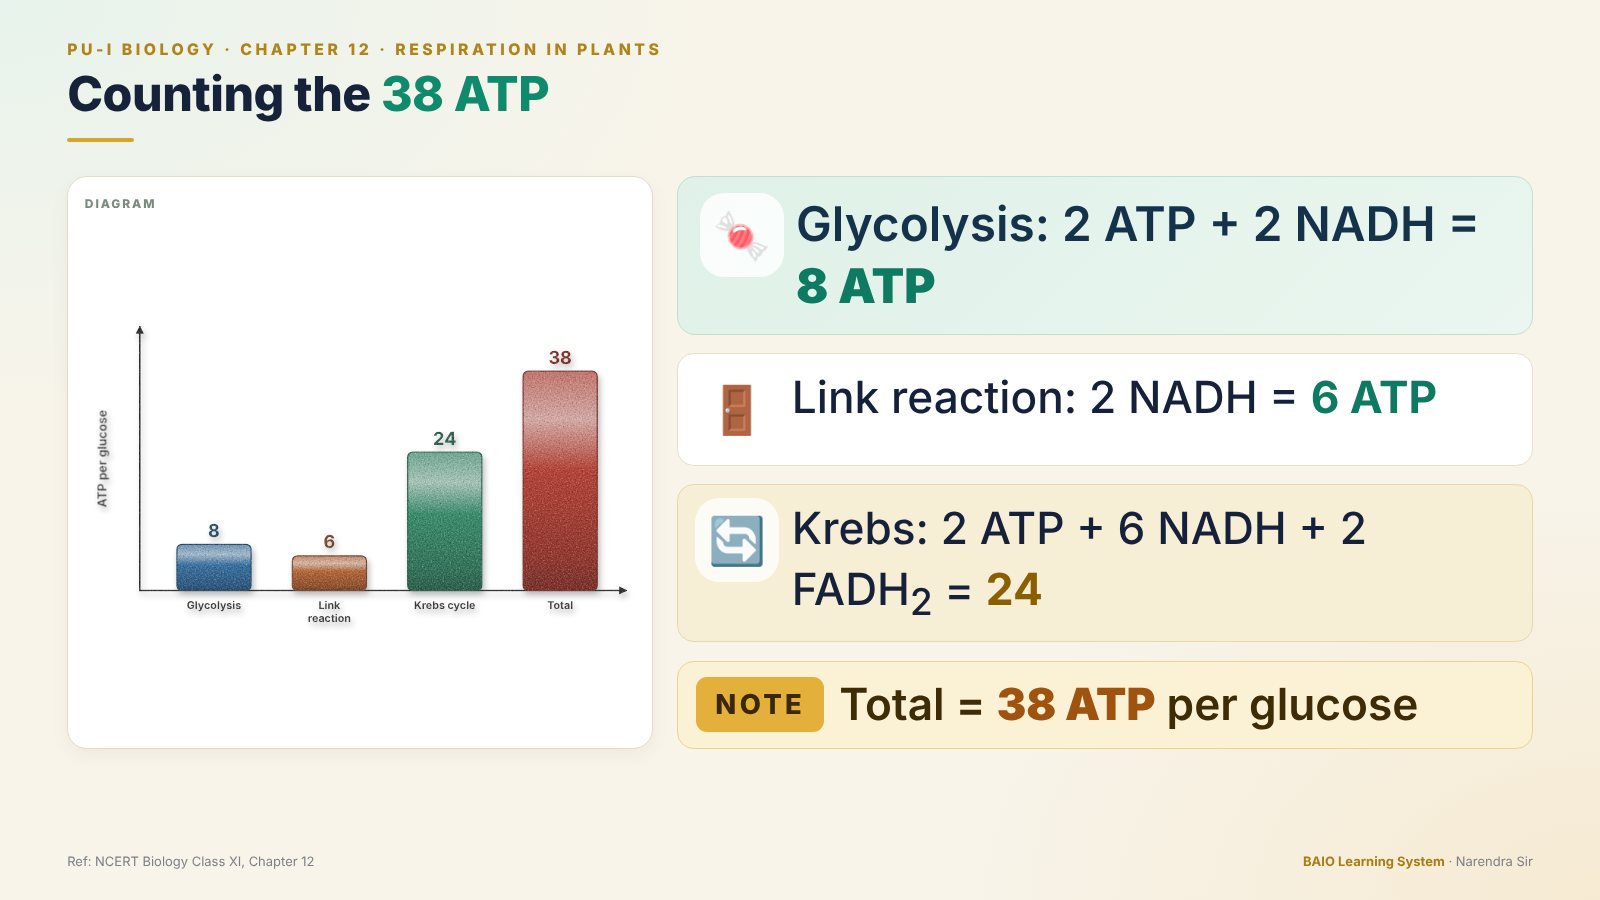 PU-I BIOLOGY · CHAPTER 12 · RESPIRATION IN PLANTS
Counting the 38 ATP
DIAGRAM
ATP per glucose
8
6
24
38
Glycolysis
Link
reaction
Krebs cycle
Total
Glycolysis: 2 ATP + 2 NADH =
8 ATP
Link reaction: 2 NADH = 6 ATP
Krebs: 2 ATP + 6 NADH + 2
FADH₂ = 24
NOTE Total = 38 ATP per glucose
Ref: NCERT Biology Class XI, Chapter 12
BAIO Learning System · Narendra Sir